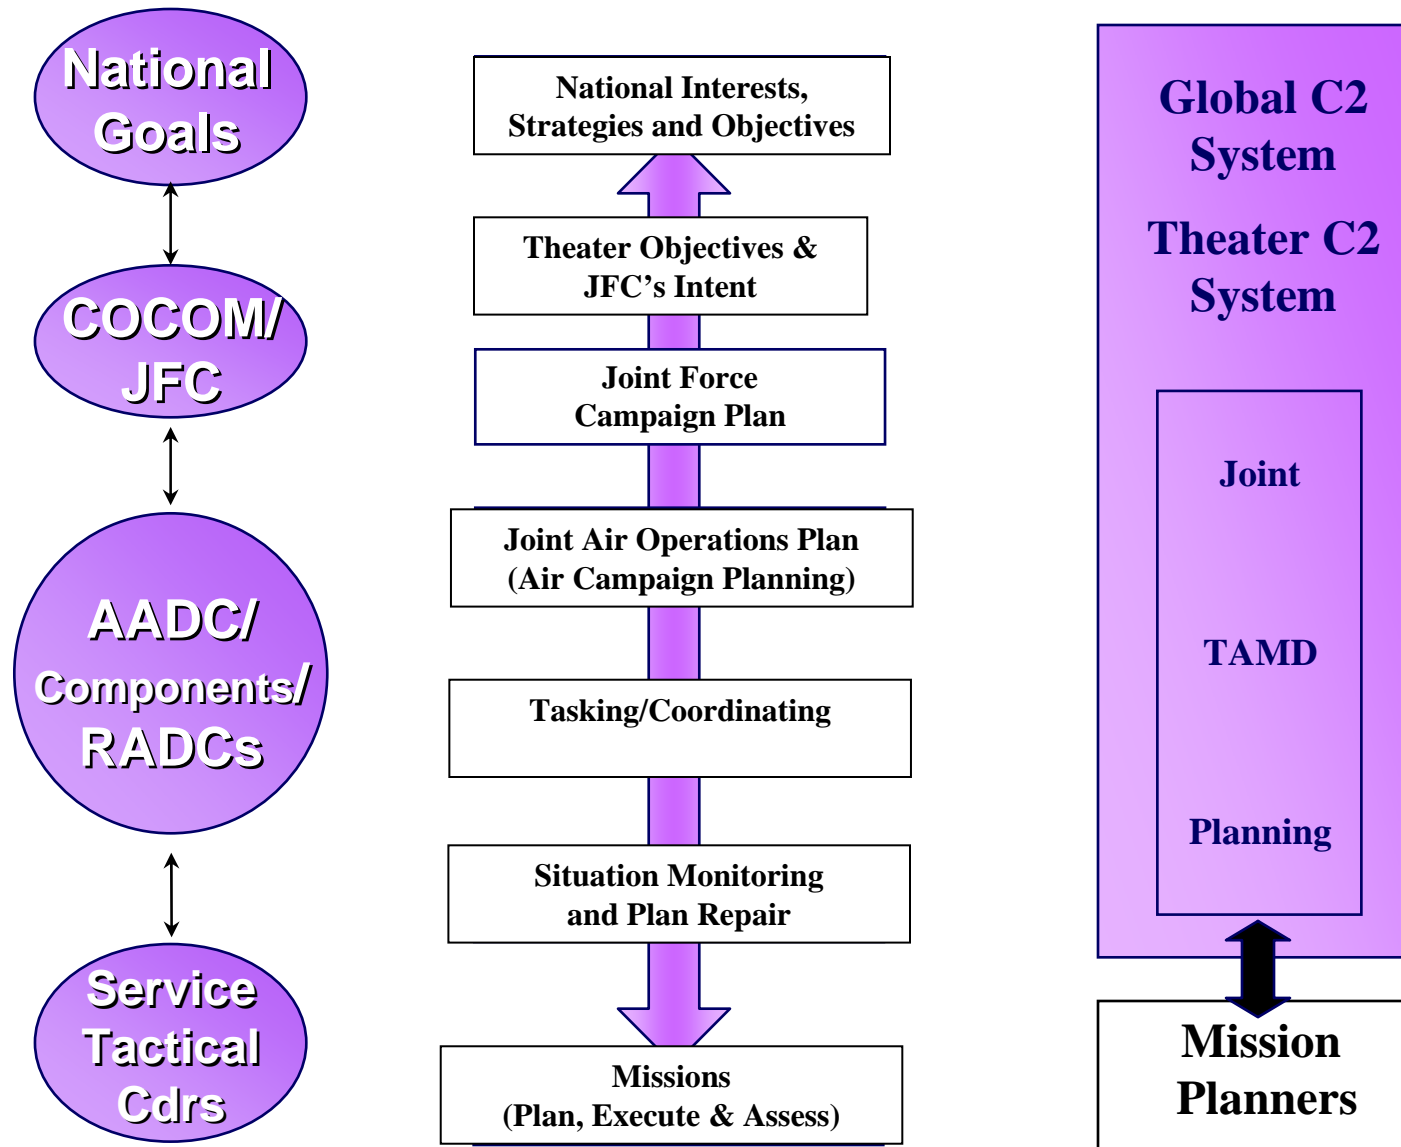 National
Goals
COCOM/
JFC
AADC/
Components/
RADCs
Service
Tactical
Cdrs
National Interests,
Strategies and Objectives
Theater Objectives &
JFC’s Intent
Joint Force
Campaign Plan
Joint Air Operations Plan
(Air Campaign Planning)
Tasking/Coordinating
Situation Monitoring
and Plan Repair
Missions
(Plan, Execute & Assess)
Global C2
System
Theater C2
System
Joint
TAMD
Planning
Mission
Planners